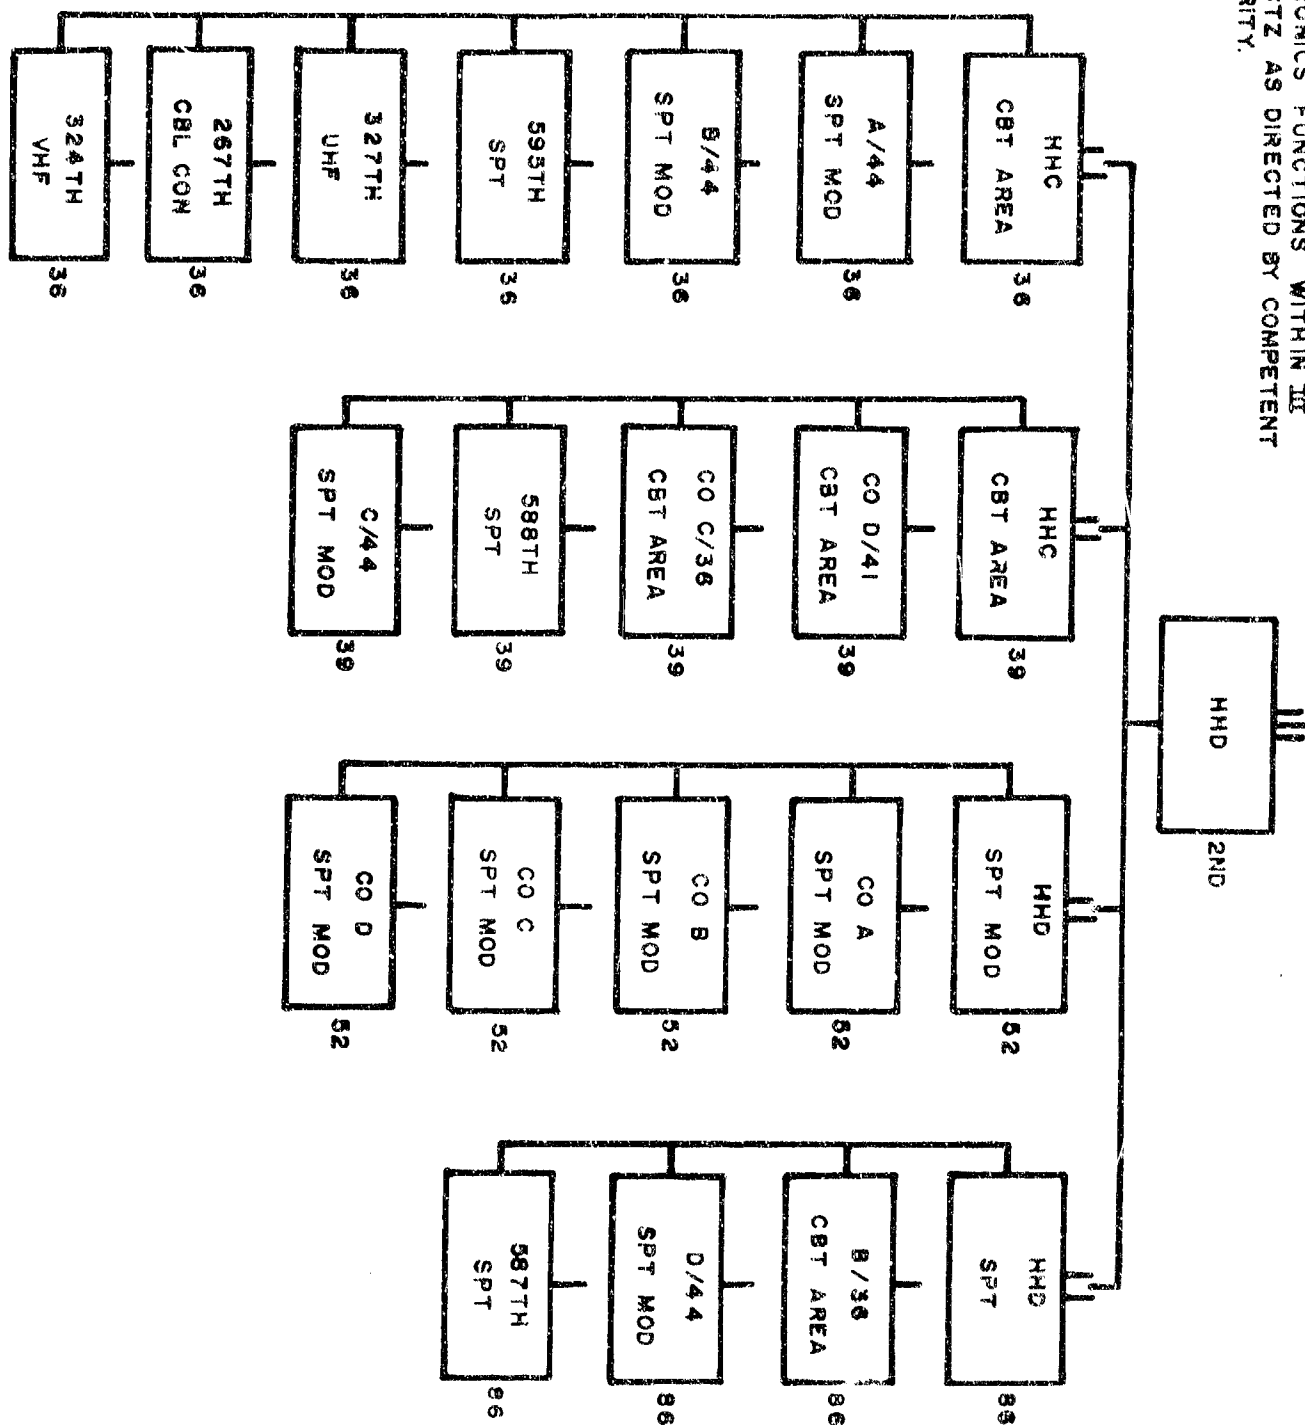 FUNCTIONS WITHIN III
TZ AS DIRECTED BY COMPETENT
RITY.
HHD
2ND
HHC
CBT AREA
36
A/44
SPT MOD
36
B/44
SPT MOD
36
593TH
SPT
36
327TH
UHF
36
267TH
CBL CON
36
324TH
VHF
36
HHC
CBT AREA
39
CO D/41
CBT AREA
39
CO C/36
CBT AREA
39
588TH
SPT
39
C/44
SPT MOD
39
HHD
SPT MOD
52
CO A
SPT MOD
52
CO B
SPT MOD
52
CO C
SPT MOD
52
CO D
SPT MOD
52
HHD
SPT
86
B/36
CBT AREA
86
D/44
SPT MOD
86
587TH
SPT
86